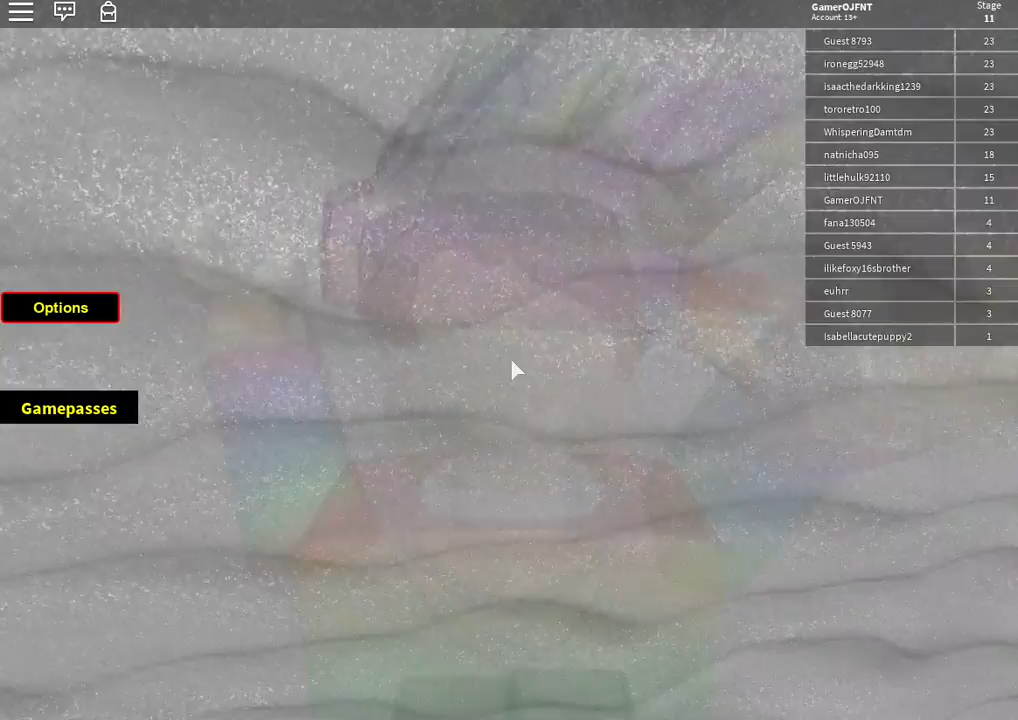 GamerOJFNT
Account: 13+
Stage
11
Guest 8793 23
ironegg52948 23
isaacthedarkking1239 23
tororetro100 23
WhisperingDamtdm 23
natnicha095 18
littlehulk92110 15
GamerOJFNT 11
fana130504 4
Guest 5943 4
ilikefoxy16sbrother 4
euhrr 3
Guest 8077 3
Isabellacutepuppy2 1
Options
Gamepasses